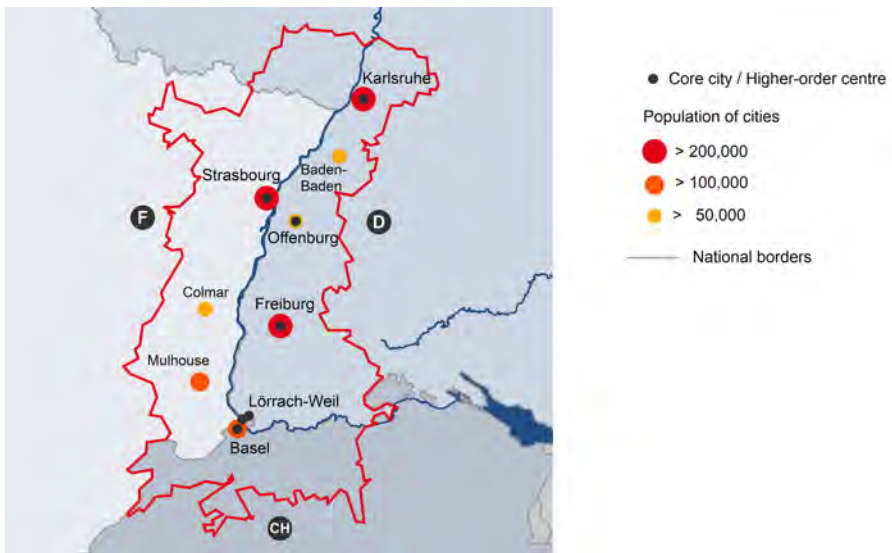 Karlsruhe
Baden-
Baden
Strasbourg
F
D
Offenburg
Colmar
Freiburg
Mulhouse
Lörrach-Weil
Basel
CH
Core city / Higher-order centre
Population of cities
> 200,000
> 100,000
> 50,000
National borders